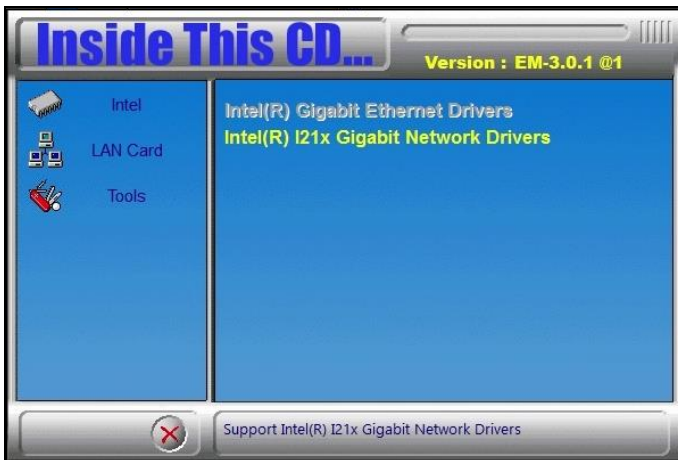 Inside This CD...
Version : EM-3.0.1 @1
Intel
LAN Card
Tools
Intel(R) Gigabit Ethernet Drivers
Intel(R) I21x Gigabit Network Drivers
Support Intel(R) I21x Gigabit Network Drivers